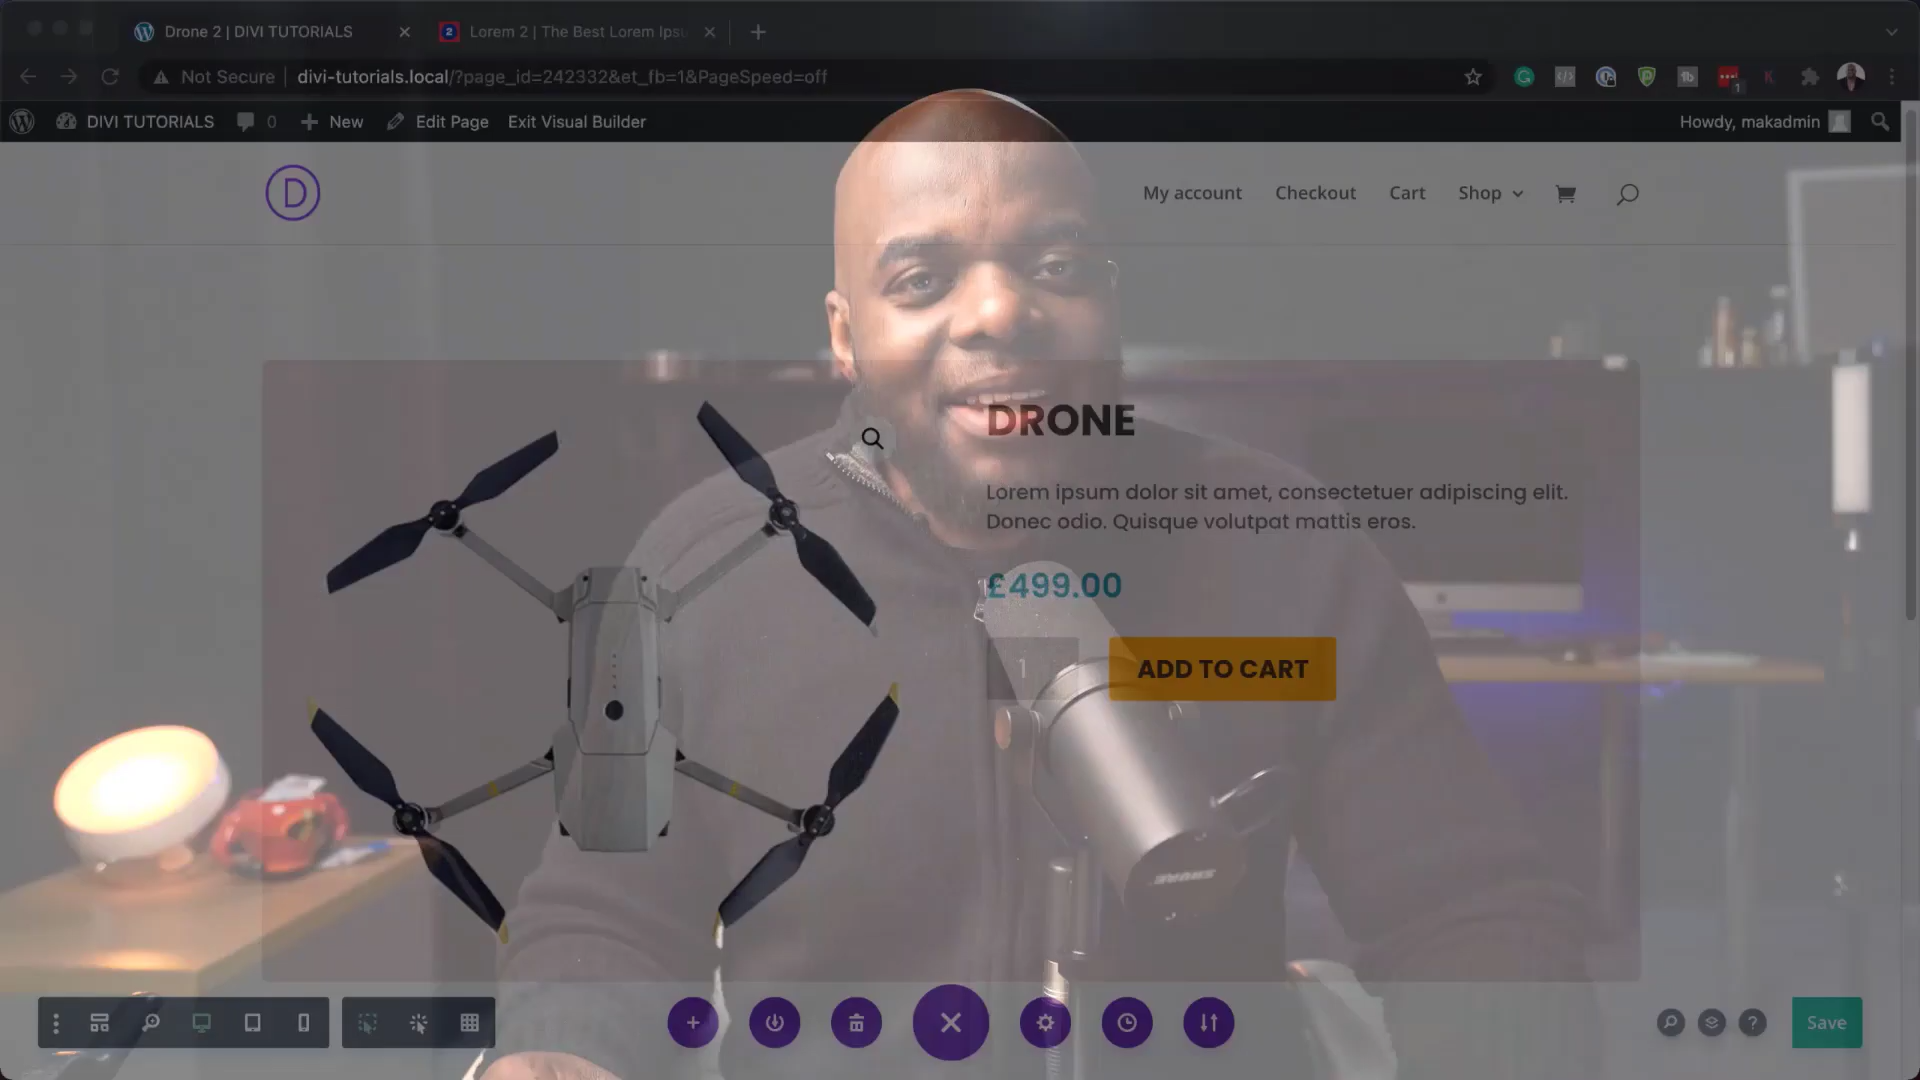 Drone 2 | DIVI TUTORIALS
Lorem 2 | The Best Lorem Ipsu
Not Secure | divi-tutorials.local/?page_id=242332&et_fb=1&PageSpeed=off
DIVI TUTORIALS 0 New Edit Page Exit Visual Builder Howdy, makadmin
D
My account Checkout Cart Shop
DRONE
Lorem ipsum dolor sit amet, consectetuer adipiscing elit.
Donec odio. Quisque volutpat mattis eros.
£499.00
1 ADD TO CART
SHURE
Save